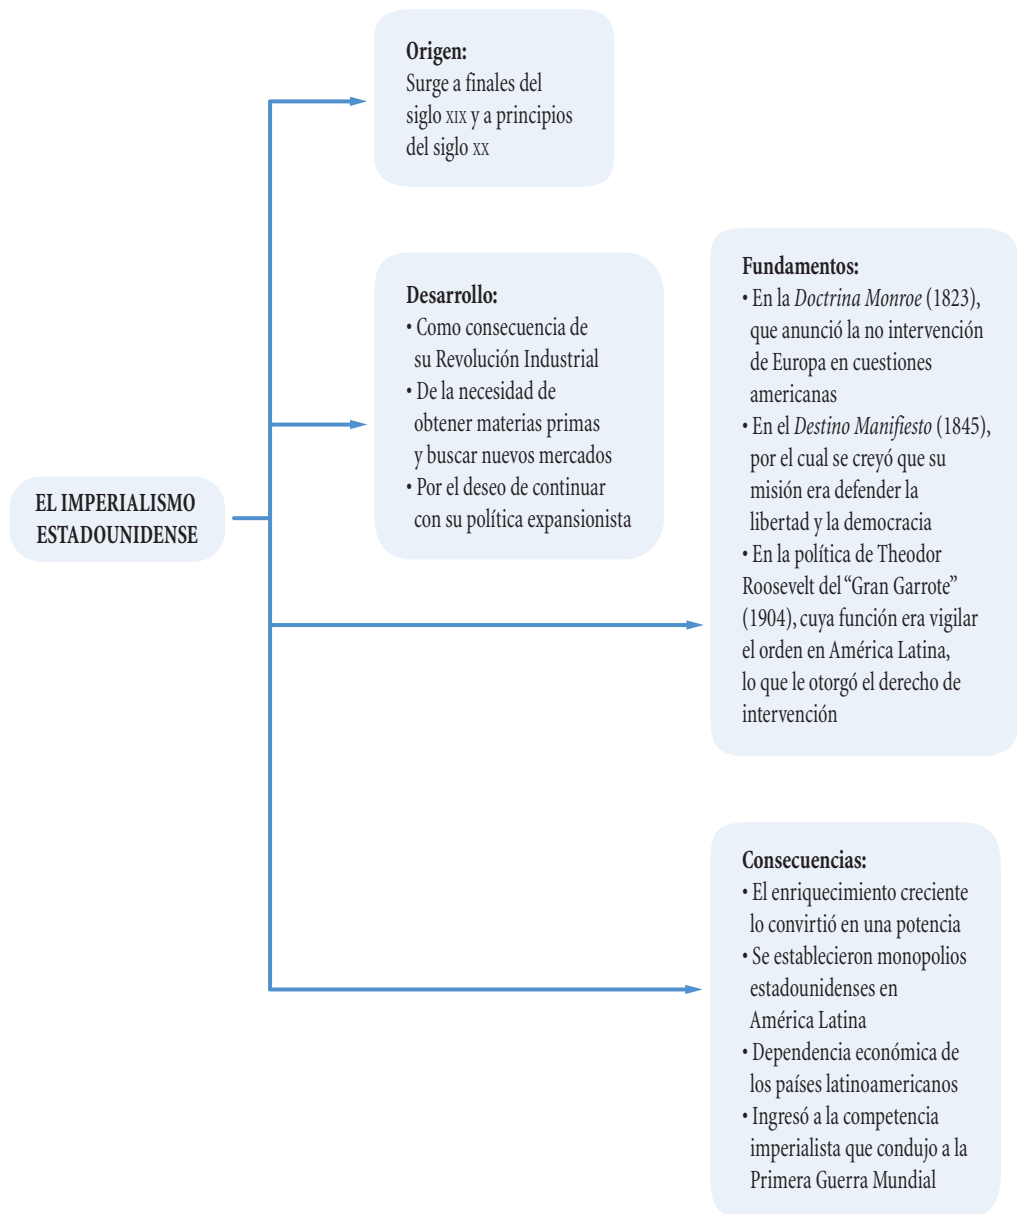 Origen:
Surge a finales del
siglo XIX y a principios
del siglo XX
Desarrollo:
• Como consecuencia de
su Revolución Industrial
• De la necesidad de
obtener materias primas
y buscar nuevos mercados
• Por el deseo de continuar
con su política expansionista
Fundamentos:
• En la Doctrina Monroe (1823),
que anunció la no intervención
de Europa en cuestiones
americanas
• En el Destino Manifiesto (1845),
por el cual se creyó que su
misión era defender la
libertad y la democracia
• En la política de Theodor
Roosevelt del “Gran Garrote”
(1904), cuya función era vigilar
el orden en América Latina,
lo que le otorgó el derecho de
intervención
EL IMPERIALISMO
ESTADOUNIDENSE
Consecuencias:
• El enriquecimiento creciente
lo convirtió en una potencia
• Se establecieron monopolios
estadounidenses en
América Latina
• Dependencia económica de
los países latinoamericanos
• Ingresó a la competencia
imperialista que condujo a la
Primera Guerra Mundial